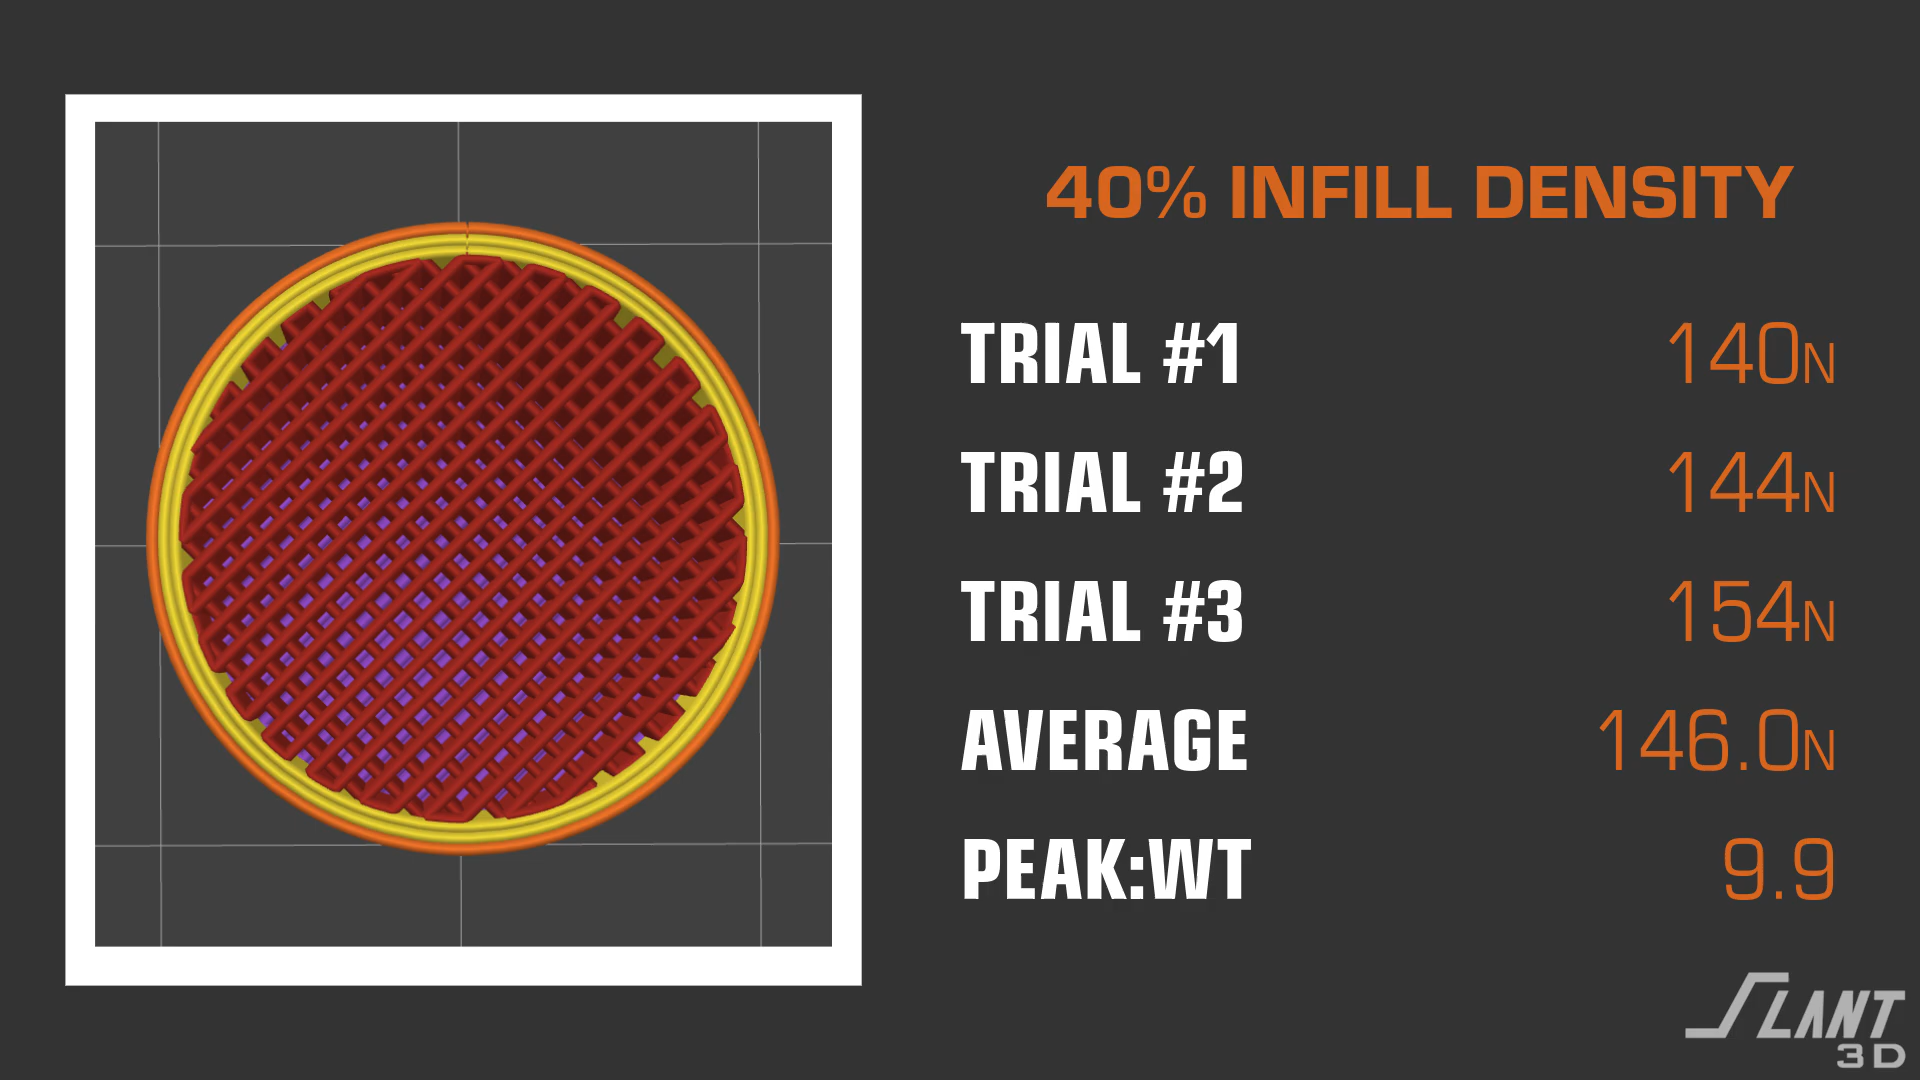 40% INFILL DENSITY
TRIAL #1 140N
TRIAL #2 144N
TRIAL #3 154N
AVERAGE 146.0N
PEAK:WT 9.9
SLANT
3D